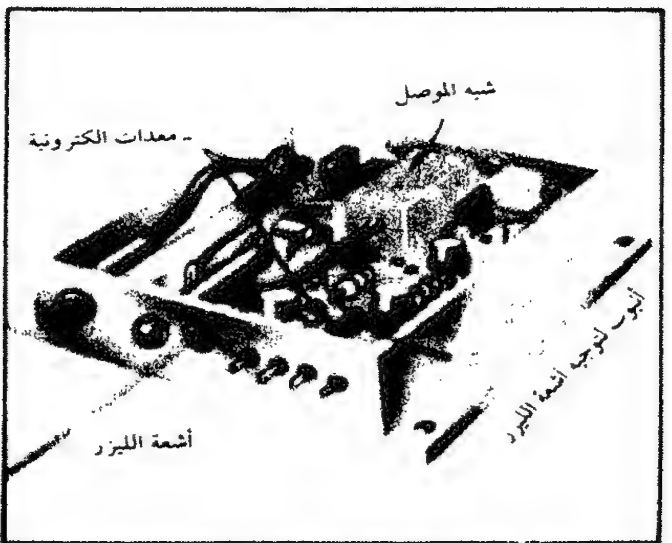 شبه الموصل
- معدات الكترونية
أنبوب لتوجيه أشعة الليزر
أشعة الليزر